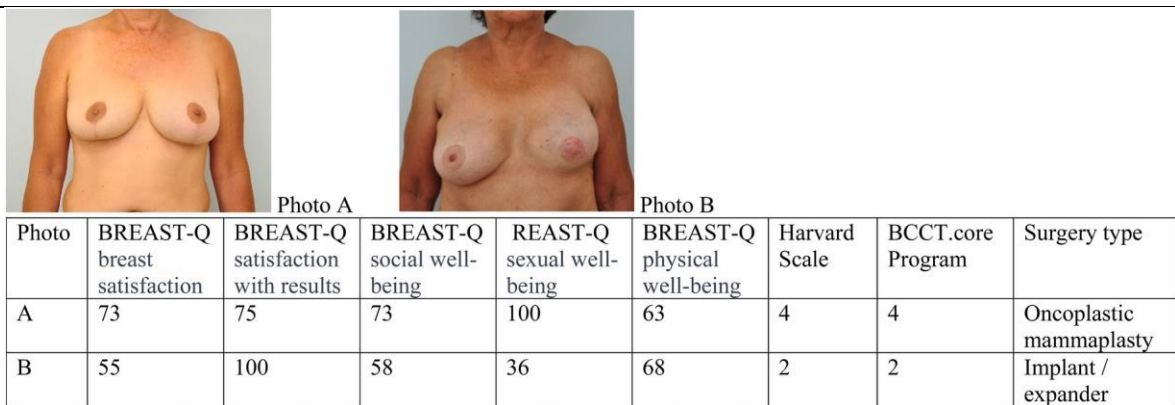 Photo A
Photo B
Photo BREAST-Q BREAST-Q BREAST-Q REAST-Q BREAST-Q Harvard BCCT.core Surgery type
breast satisfaction social well- sexual well- physical Scale Program
satisfaction with results being being well-being
A 73 75 73 100 63 4 4 Oncoplastic
mammaplasty
B 55 100 58 36 68 2 2 Implant /
expander